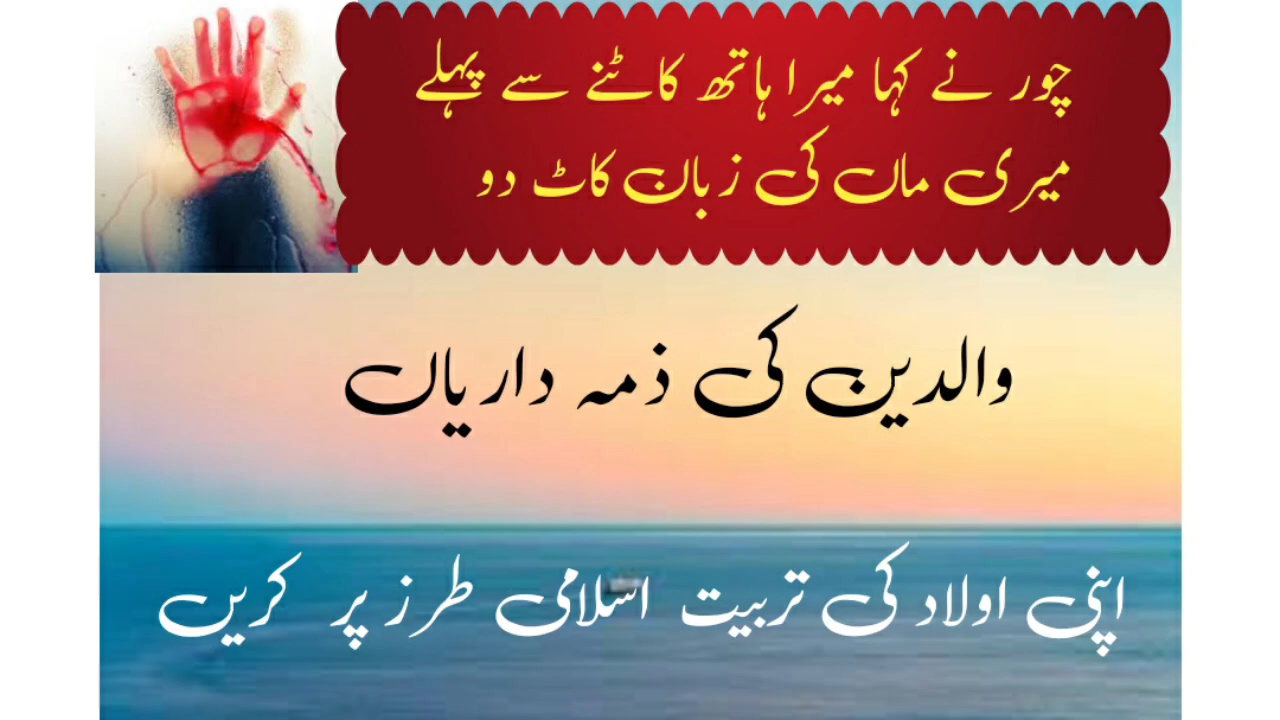 چور نے کہا میرا ہاتھ کاٹنے سے پہلے
میری ماں کی زبان کاٹ دو
والدین کی ذمہ داریاں
اپنی اولاد کی تربیت اسلامی طرز پر کریں